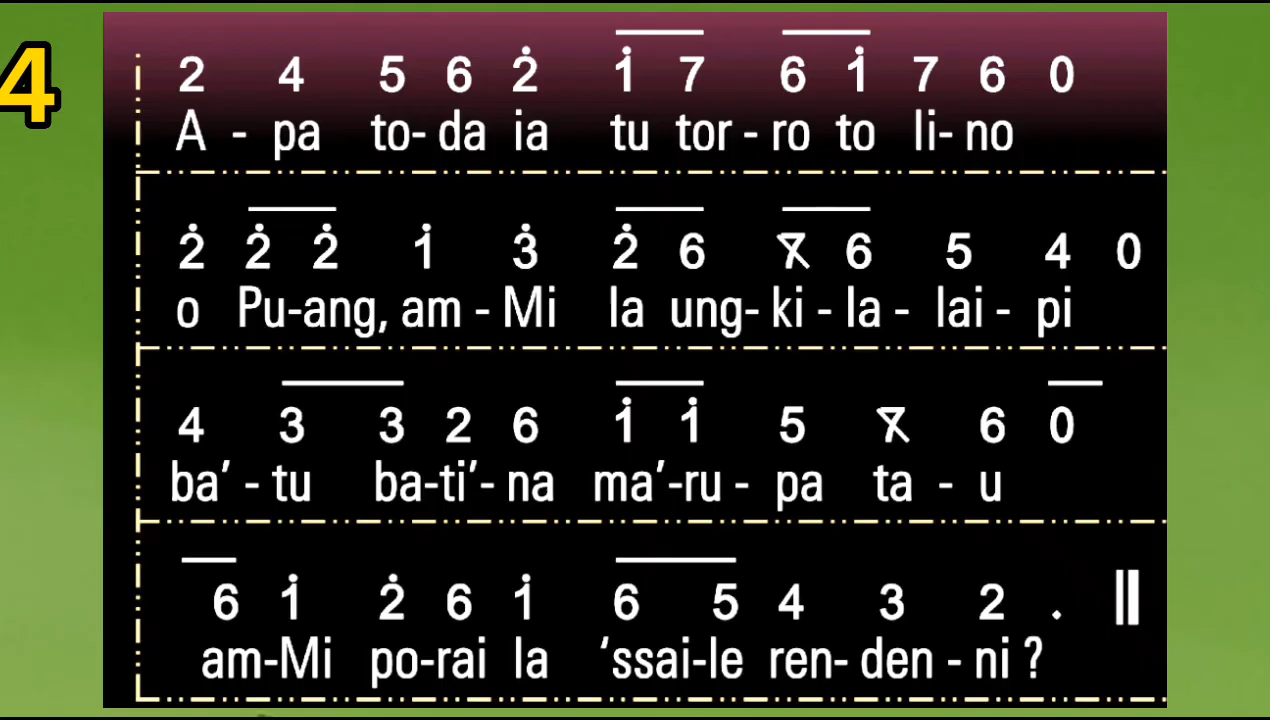 4
2 4 5 6 2̇ 1̇ 7 6 1̇ 7 6 0
A - pa to- da ia tu tor - ro to li- no
2̇ 2̇ 2̇ 1̇ 3̇ 2̇ 6 7̸ 6 5 4 0
o Pu-ang, am - Mi la ung- ki - la - lai - pi
4 3 3 2 6 1̇ 1̇ 5 7̸ 6 0
ba’ - tu ba-ti’- na ma’-ru - pa ta - u
6 1̇ 2̇ 6 1̇ 6 5 4 3 2 . ||
am-Mi po-rai la ‘ssai-le ren- den - ni ?